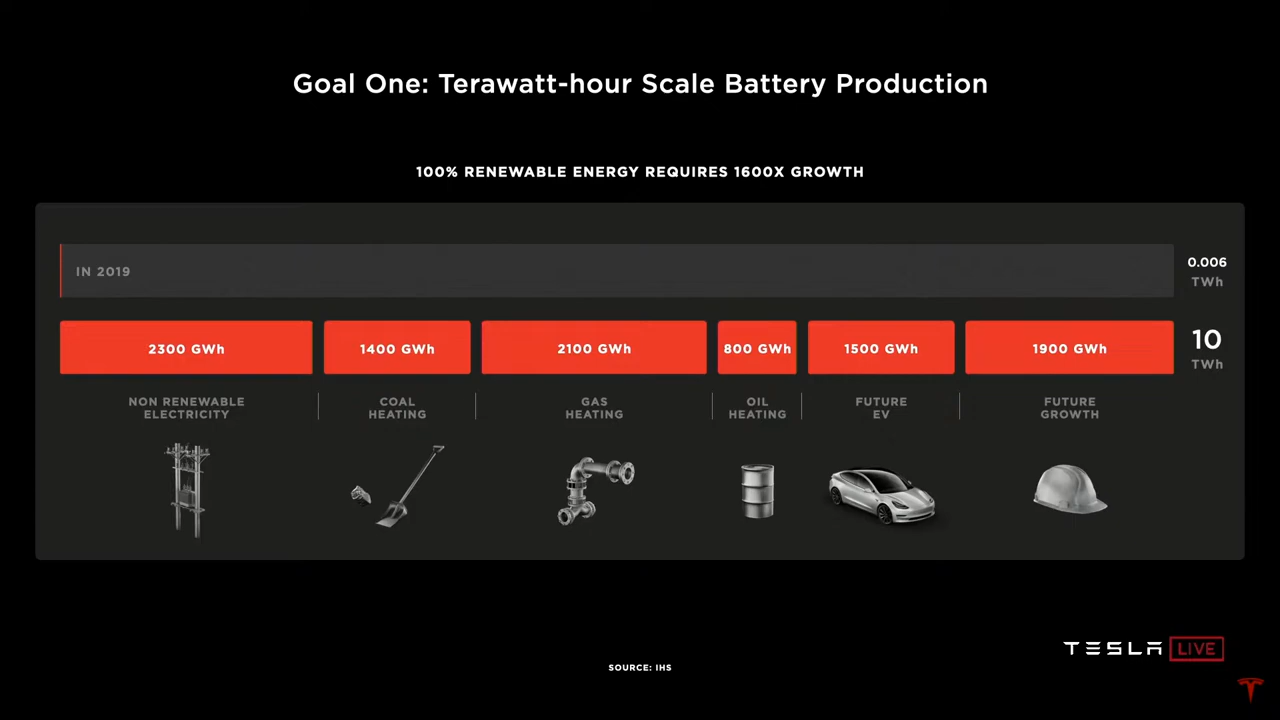 Goal One: Terawatt-hour Scale Battery Production
100% RENEWABLE ENERGY REQUIRES 1600X GROWTH
IN 2019
0.006
TWh
2300 GWh
1400 GWh
2100 GWh
800 GWh
1500 GWh
1900 GWh
10
TWh
NON RENEWABLE
ELECTRICITY
COAL
HEATING
GAS
HEATING
OIL
HEATING
FUTURE
EV
FUTURE
GROWTH
TESLA LIVE
SOURCE: IHS